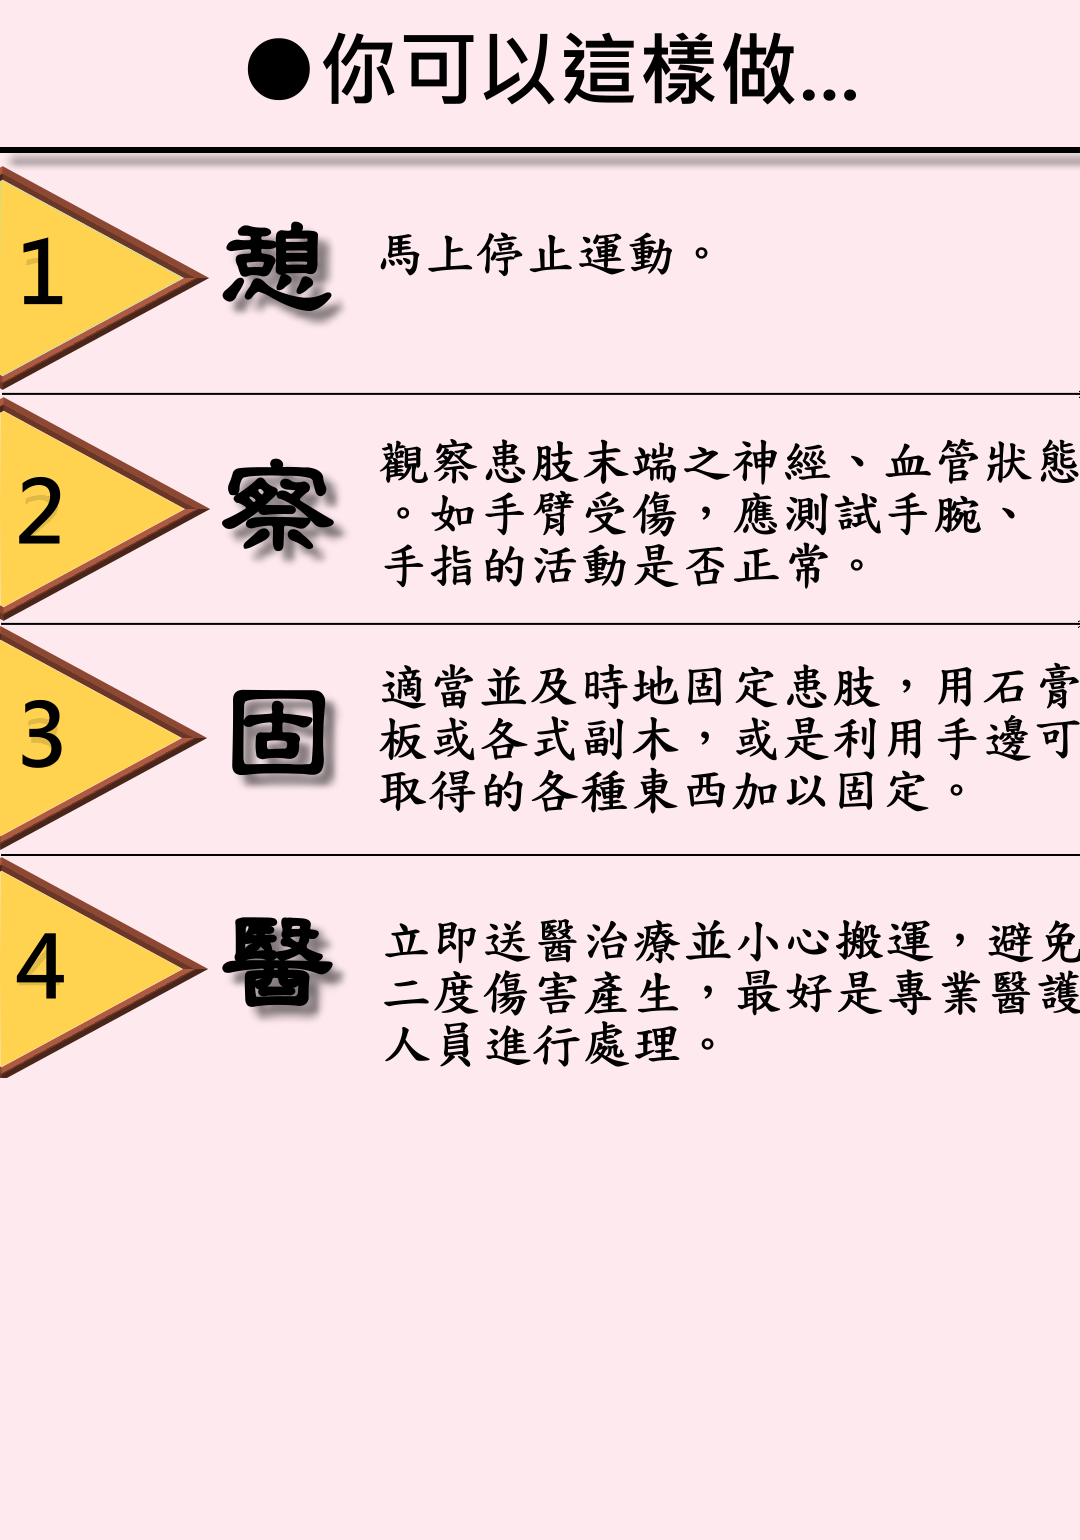 ●你可以這樣做...
1
憩
馬上停止運動。
2
察
觀察患肢末端之神經、血管狀態
。如手臂受傷，應測試手腕、
手指的活動是否正常。
3
固
適當並及時地固定患肢，用石膏
板或各式副木，或是利用手邊可
取得的各種東西加以固定。
4
醫
立即送醫治療並小心搬運，避免
二度傷害產生，最好是專業醫護
人員進行處理。